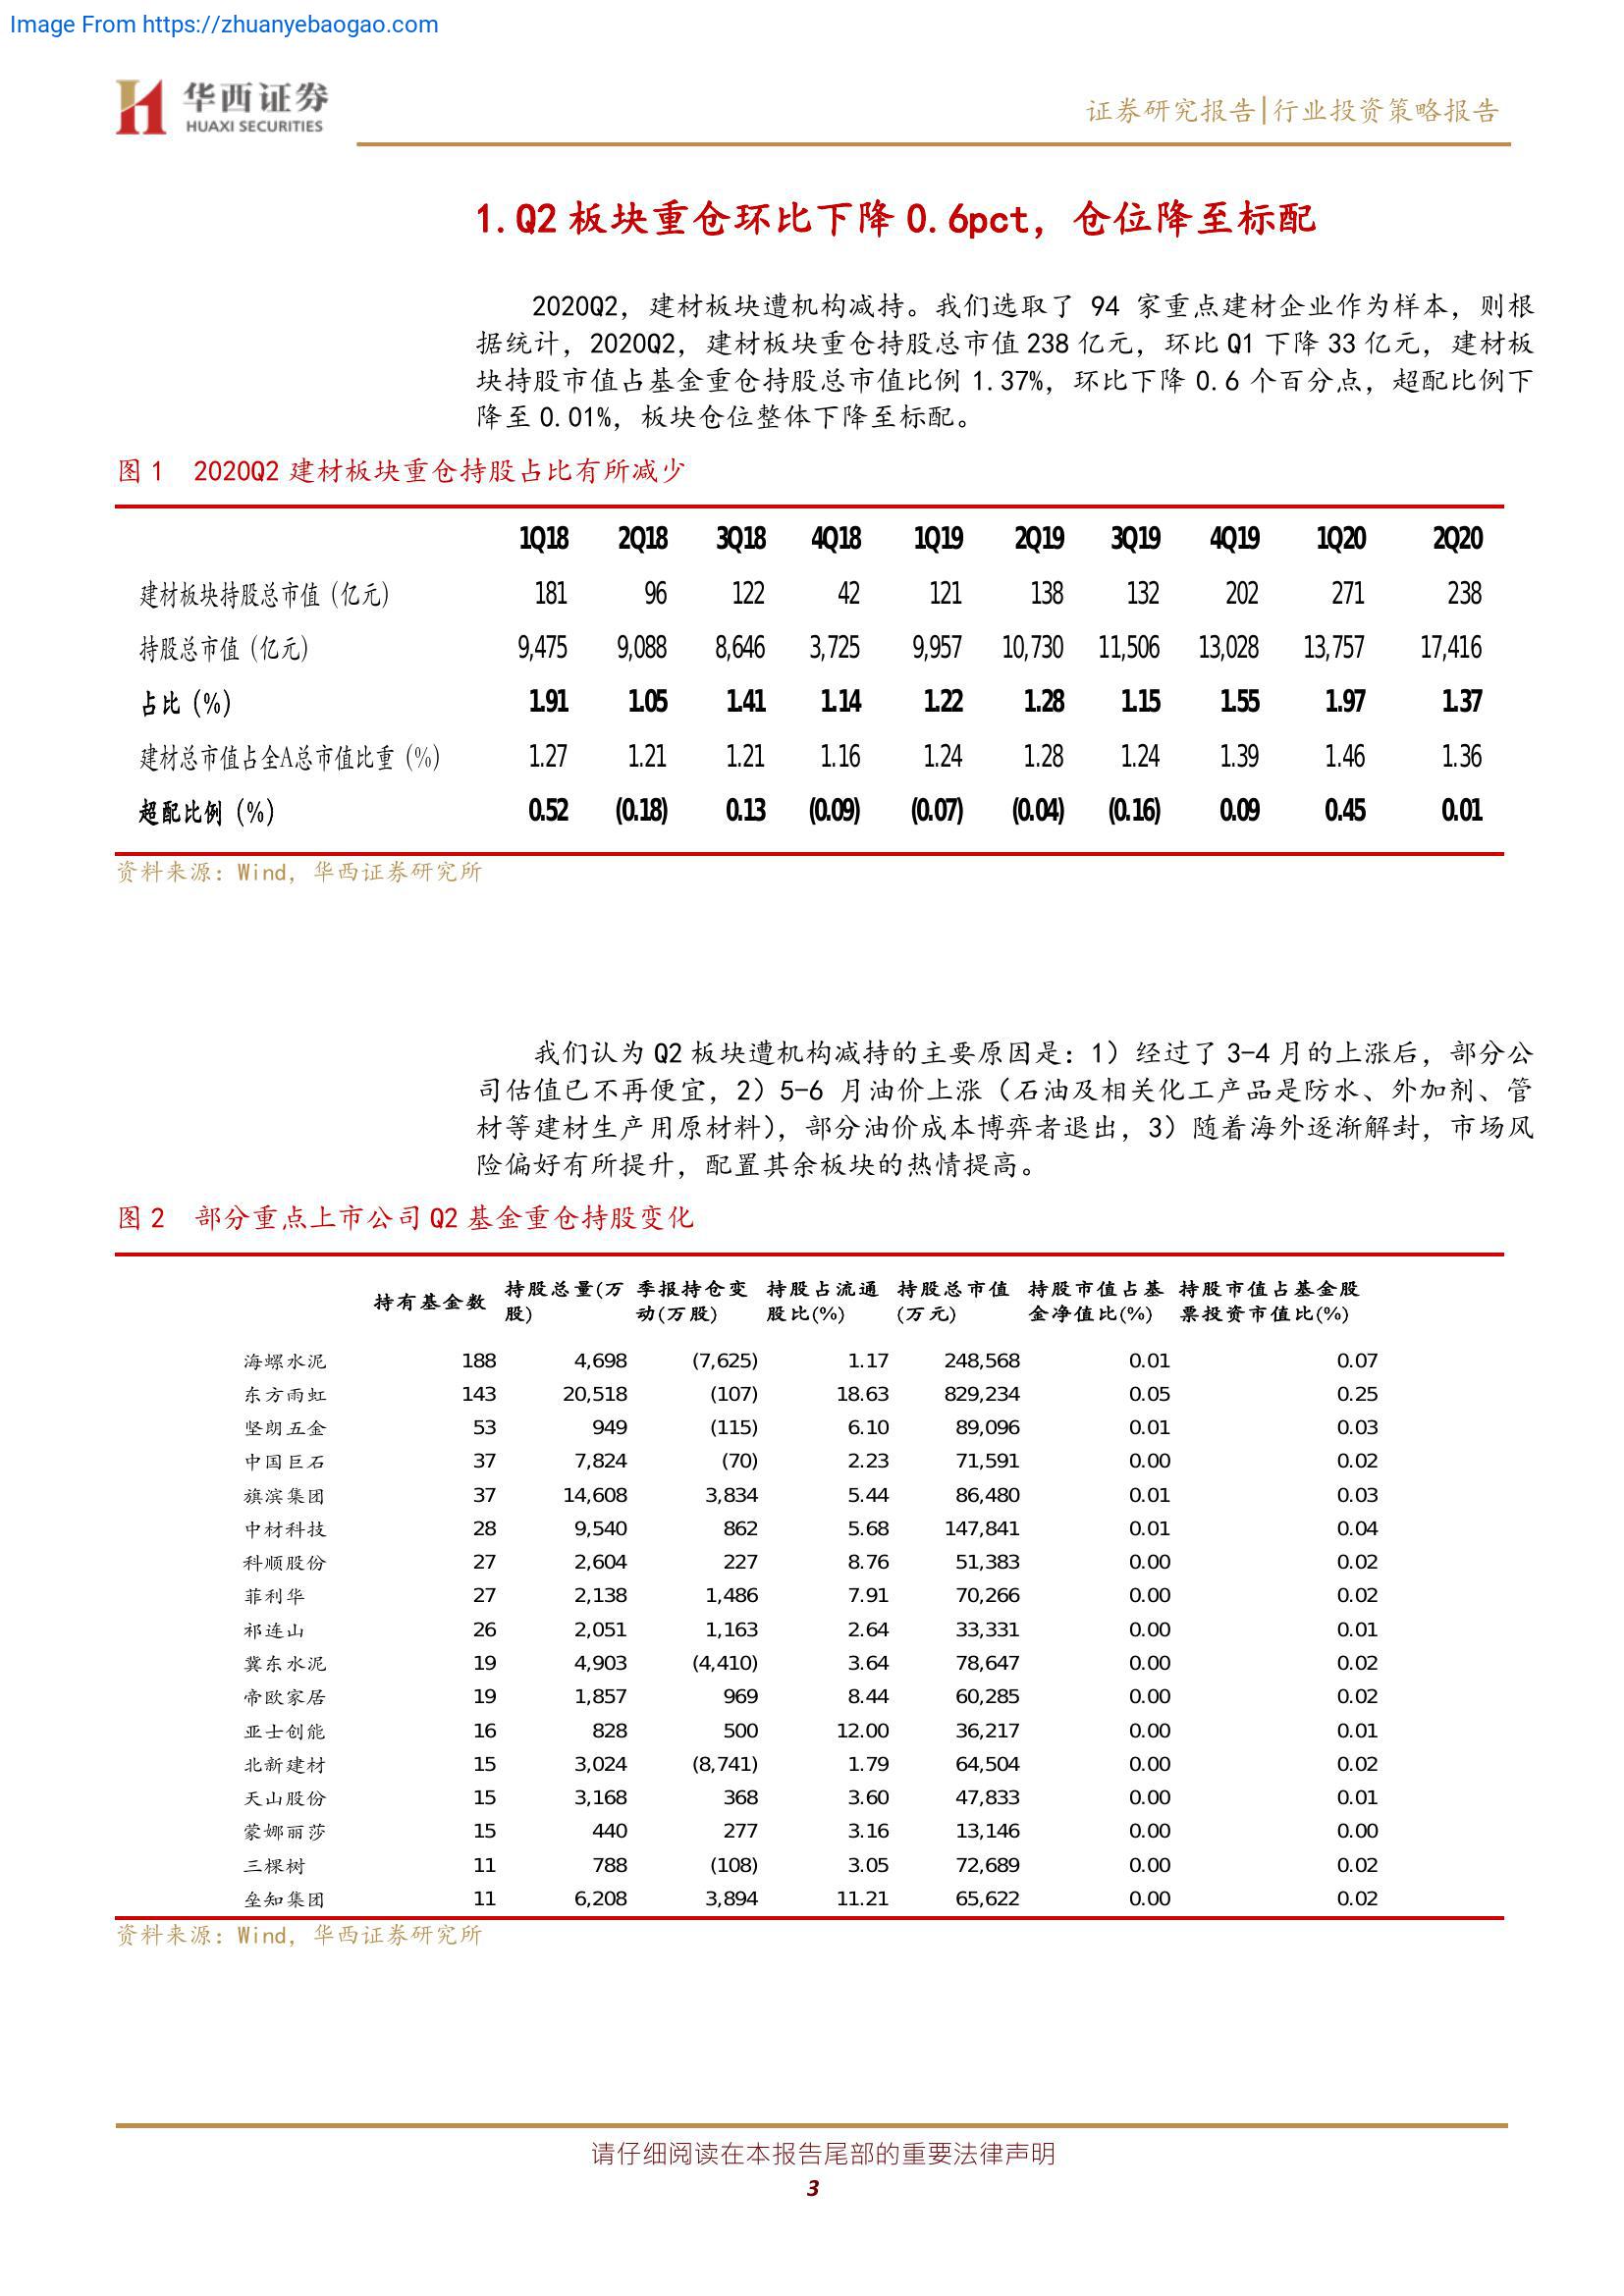 Image From https://zhuanyebaogao.com
华西证券
HUAXI SECURITIES
证券研究报告|行业投资策略报告
1.Q2 板块重仓环比下降 0.6pct，仓位降至标配
2020Q2，建材板块遭机构减持。我们选取了 94 家重点建材企业作为样本，则根
据统计，2020Q2，建材板块重仓持股总市值 238 亿元，环比 Q1 下降 33 亿元，建材板
块持股市值占基金重仓持股总市值比例 1.37%，环比下降 0.6 个百分点，超配比例下
降至 0.01%，板块仓位整体下降至标配。
图 1 2020Q2 建材板块重仓持股占比有所减少
1Q18 2Q18 3Q18 4Q18 1Q19 2Q19 3Q19 4Q19 1Q20 2Q20
建材板块持股总市值（亿元） 181 96 122 42 121 138 132 202 271 238
持股总市值（亿元） 9,475 9,088 8,646 3,725 9,957 10,730 11,506 13,028 13,757 17,416
占比（%） 1.91 1.05 1.41 1.14 1.22 1.28 1.15 1.55 1.97 1.37
建材总市值占全A总市值比重（%） 1.27 1.21 1.21 1.16 1.24 1.28 1.24 1.39 1.46 1.36
超配比例（%） 0.52 (0.18) 0.13 (0.09) (0.07) (0.04) (0.16) 0.09 0.45 0.01
资料来源：Wind，华西证券研究所
我们认为 Q2 板块遭机构减持的主要原因是：1）经过了 3-4 月的上涨后，部分公
司估值已不再便宜，2）5-6 月油价上涨（石油及相关化工产品是防水、外加剂、管
材等建材生产用原材料），部分油价成本博弈者退出，3）随着海外逐渐解封，市场风
险偏好有所提升，配置其余板块的热情提高。
图 2 部分重点上市公司 Q2 基金重仓持股变化
持有基金数 持股总量(万股) 季报持仓变动(万股) 持股占流通股比(%) 持股总市值(万元) 持股市值占基金净值比(%) 持股市值占基金股票投资市值比(%)
海螺水泥 188 4,698 (7,625) 1.17 248,568 0.01 0.07
东方雨虹 143 20,518 (107) 18.63 829,234 0.05 0.25
坚朗五金 53 949 (115) 6.10 89,096 0.01 0.03
中国巨石 37 7,824 (70) 2.23 71,591 0.00 0.02
旗滨集团 37 14,608 3,834 5.44 86,480 0.01 0.03
中材科技 28 9,540 862 5.68 147,841 0.01 0.04
科顺股份 27 2,604 227 8.76 51,383 0.00 0.02
菲利华 27 2,138 1,486 7.91 70,266 0.00 0.02
祁连山 26 2,051 1,163 2.64 33,331 0.00 0.01
冀东水泥 19 4,903 (4,410) 3.64 78,647 0.00 0.02
帝欧家居 19 1,857 969 8.44 60,285 0.00 0.02
亚士创能 16 828 500 12.00 36,217 0.00 0.01
北新建材 15 3,024 (8,741) 1.79 64,504 0.00 0.02
天山股份 15 3,168 368 3.60 47,833 0.00 0.01
蒙娜丽莎 15 440 277 3.16 13,146 0.00 0.00
三棵树 11 788 (108) 3.05 72,689 0.00 0.02
垒知集团 11 6,208 3,894 11.21 65,622 0.00 0.02
资料来源：Wind，华西证券研究所
请仔细阅读在本报告尾部的重要法律声明
3